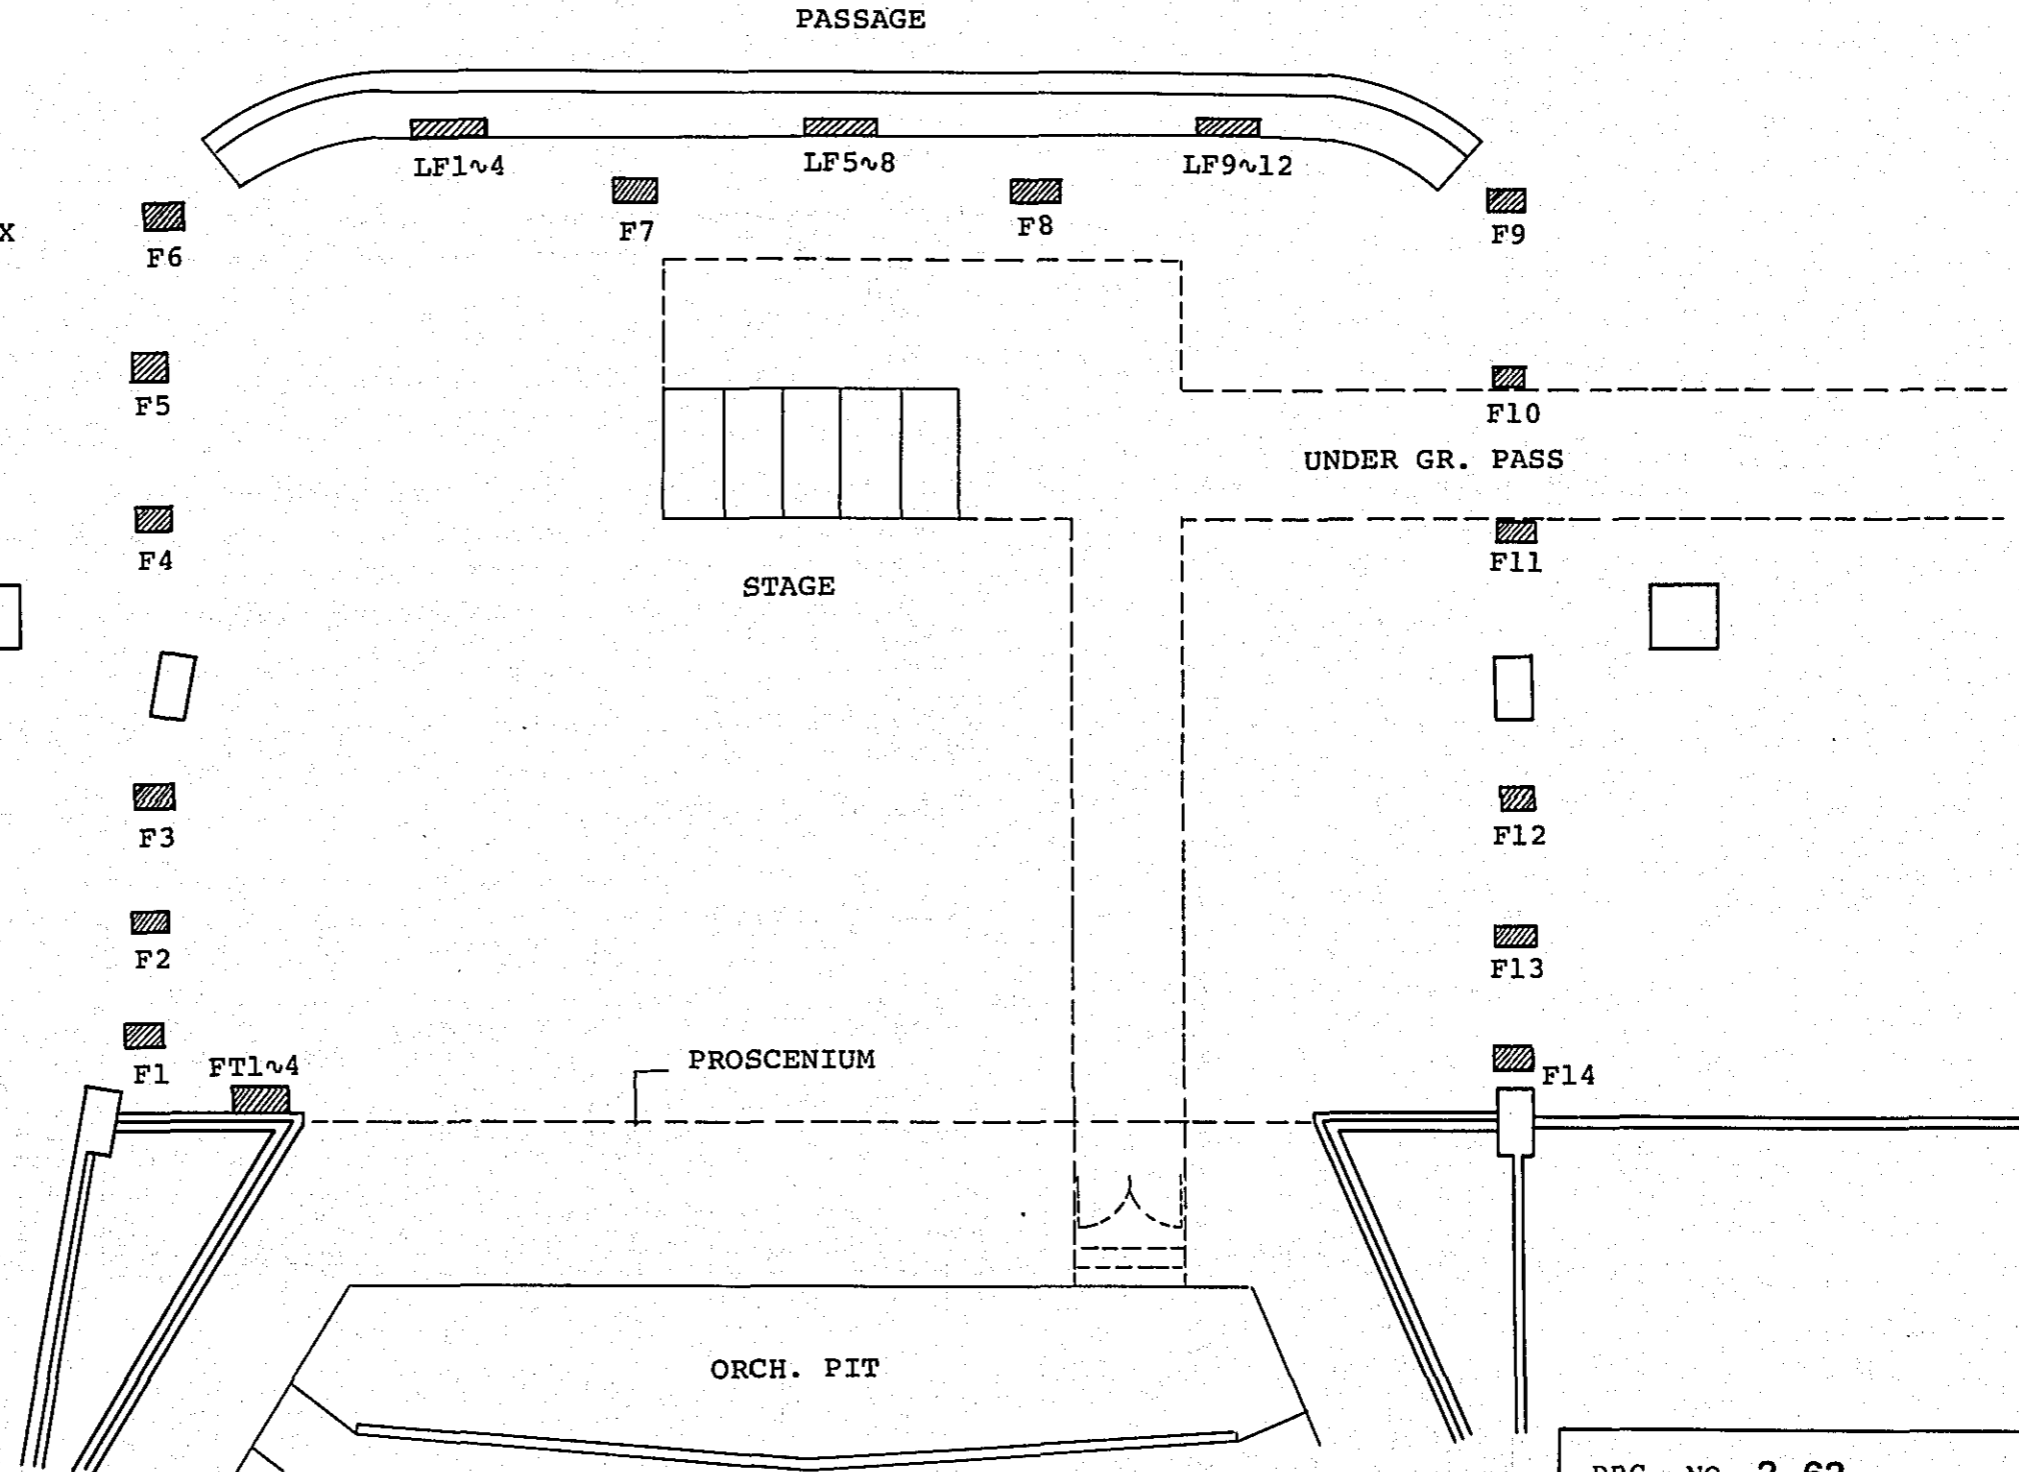 PASSAGE
LF1~4
LF5~8
LF9~12
X
F6
F7
F8
F9
F5
F10
UNDER GR. PASS
F4
F11
STAGE
F3
F12
F2
F13
PROSCENIUM
F1
FT1~4
F14
ORCH. PIT
NO.